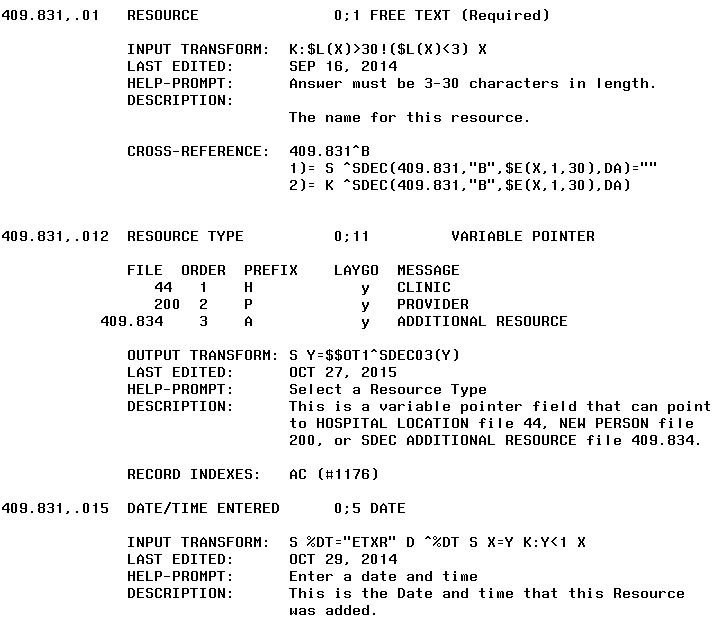 409.831,.01   RESOURCE               0;1 FREE TEXT (Required)
              INPUT TRANSFORM:  K:$L(X)>30!($L(X)<3) X
              LAST EDITED:      SEP 16, 2014
              HELP-PROMPT:      Answer must be 3-30 characters in length.
              DESCRIPTION:
                                The name for this resource.
              CROSS-REFERENCE:  409.831^B
                                1)= S ^SDEC(409.831,"B",$E(X,1,30),DA)=""
                                2)= K ^SDEC(409.831,"B",$E(X,1,30),DA)
409.831,.012  RESOURCE TYPE          0;11         VARIABLE POINTER
              FILE  ORDER  PREFIX    LAYGO  MESSAGE
                 44   1    H            y   CLINIC
                 200  2    P            y   PROVIDER
           409.834    3    A            y   ADDITIONAL RESOURCE
              OUTPUT TRANSFORM: S Y=$$OT1^SDEC03(Y)
              LAST EDITED:      OCT 27, 2015
              HELP-PROMPT:      Select a Resource Type
              DESCRIPTION:      This is a variable pointer field that can point
                                to HOSPITAL LOCATION file 44, NEW PERSON file
                                200, or SDEC ADDITIONAL RESOURCE file 409.834.
              RECORD INDEXES:   AC (#1176)
409.831,.015  DATE/TIME ENTERED      0;5 DATE
              INPUT TRANSFORM:  S %DT="ETXR" D ^%DT S X=Y K:Y<1 X
              LAST EDITED:      OCT 29, 2014
              HELP-PROMPT:      Enter a date and time
              DESCRIPTION:      This is the Date and time that this Resource
                                was added.